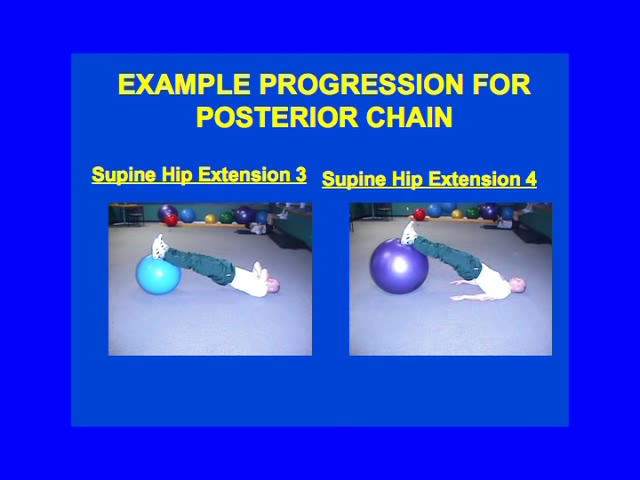 EXAMPLE PROGRESSION FOR
POSTERIOR CHAIN
Supine Hip Extension 3
Supine Hip Extension 4